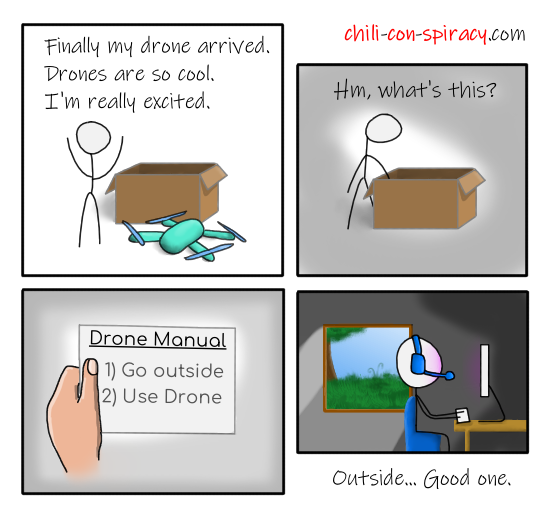 Finally my drone arrived.
Drones are so cool.
I'm really excited.
chili-con-spiracy.com
Hm, what's this?
Drone Manual
1) Go outside
2) Use Drone
Outside... Good one.